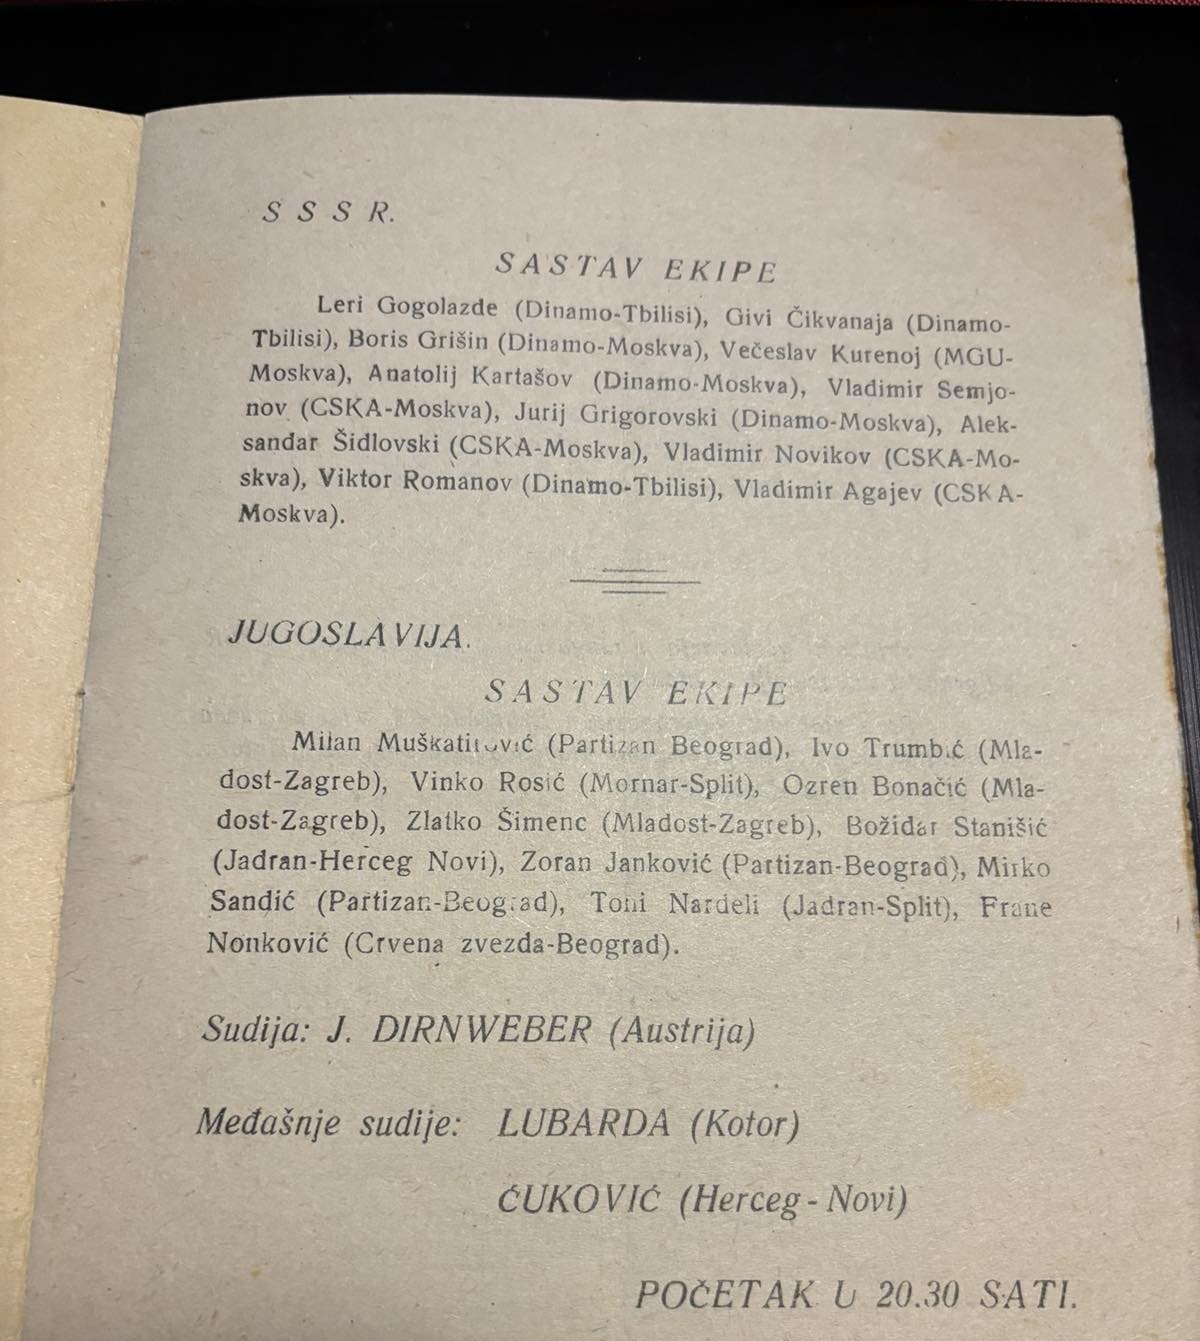 S S S R.
SASTAV EKIPE
Leri Gogolazde (Dinamo-Tbilisi), Givi Čikvanaja (Dinamo-
Tbilisi), Boris Grišin (Dinamo-Moskva), Večeslav Kurenoj (MGU-
Moskva), Anatolij Kartašov (Dinamo-Moskva), Vladimir Semjo-
nov (CSKA-Moskva), Jurij Grigorovski (Dinamo-Moskva), Alek-
sandar Šidlovski (CSKA-Moskva), Vladimir Novikov (CSKA-Mo-
skva), Viktor Romanov (Dinamo-Tbilisi), Vladimir Agajev (CSKA-
Moskva).
JUGOSLAVIJA.
SASTAV EKIPE
Milan Muškatirović (Partizan Beograd), Ivo Trumbić (Mla-
dost-Zagreb), Vinko Rosić (Mornar-Split), Ozren Bonačić (Mla-
dost-Zagreb), Zlatko Šimenc (Mladost-Zagreb), Božidar Stanišić
(Jadran-Herceg Novi), Zoran Janković (Partizan-Beograd), Mirko
Sandić (Partizan-Beograd), Toni Nardeli (Jadran-Split), Frane
Nonković (Crvena zvezda-Beograd).
Sudija: J. DIRNWEBER (Austrija)
Međašnje sudije: LUBARDA (Kotor)
ĆUKOVIĆ (Herceg-Novi)
POČETAK U 20.30 SATI.